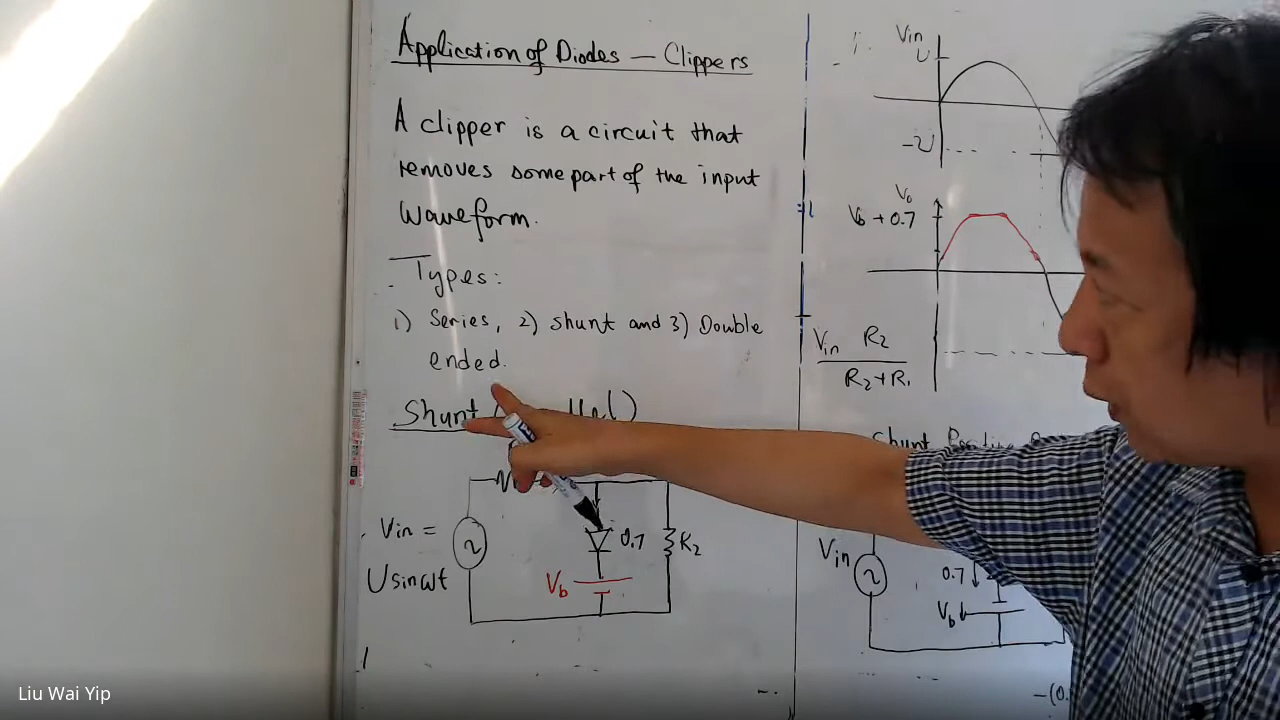 Application of Diodes — Clippers
A clipper is a circuit that
removes some part of the input
waveform.
Types:
1) Series, 2) shunt and 3) Double
ended.
Shunt (
Vin =
Usinωt
0.7
Vb
R2
Vin
U
-U
Vo
Vb + 0.7
Vin R2
R2+R1
Shunt
Vin
0.7
Vb
-(0.
Liu Wai Yip